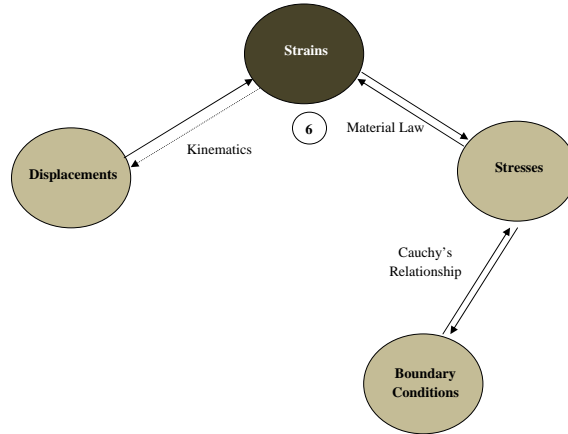 Strains
6
Material Law
Kinematics
Displacements
Stresses
Cauchy's
Relationship
Boundary
Conditions